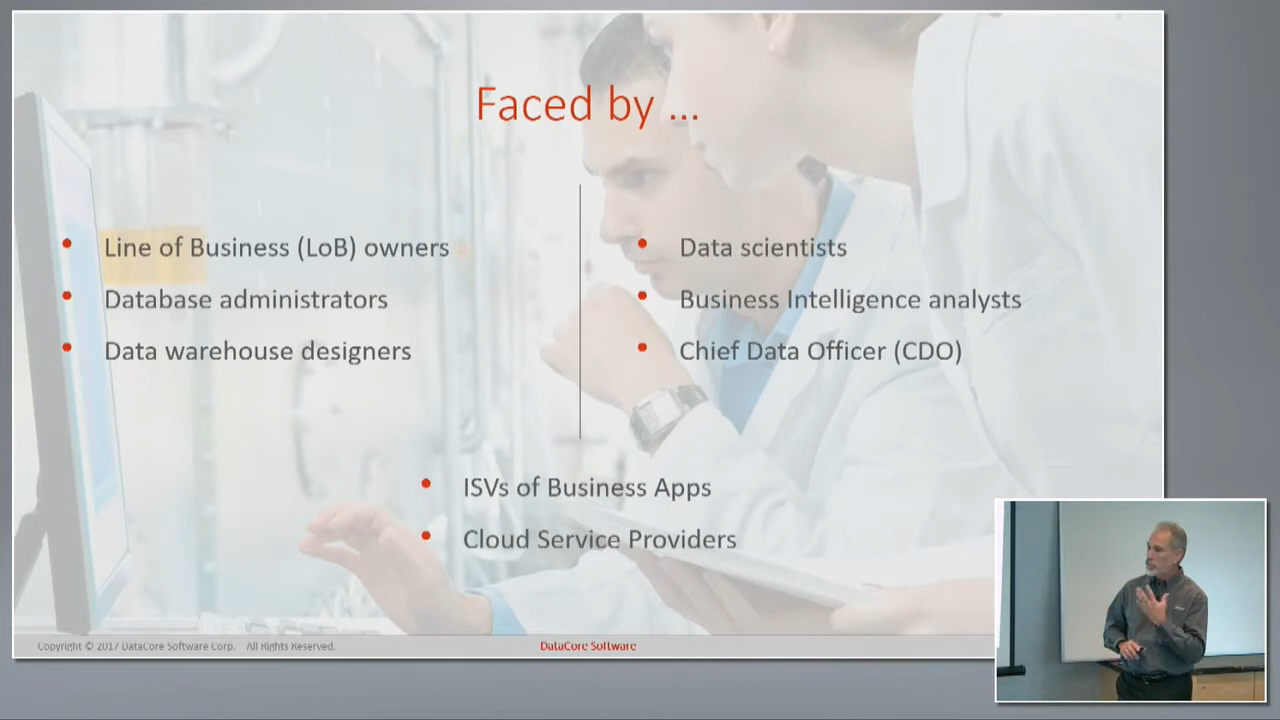 Faced by ...
Line of Business (LoB) owners
Database administrators
Data warehouse designers
Data scientists
Business Intelligence analysts
Chief Data Officer (CDO)
ISVs of Business Apps
Cloud Service Providers
Copyright © 2017 DataCore Software Corp. All Rights Reserved.
DataCore Software